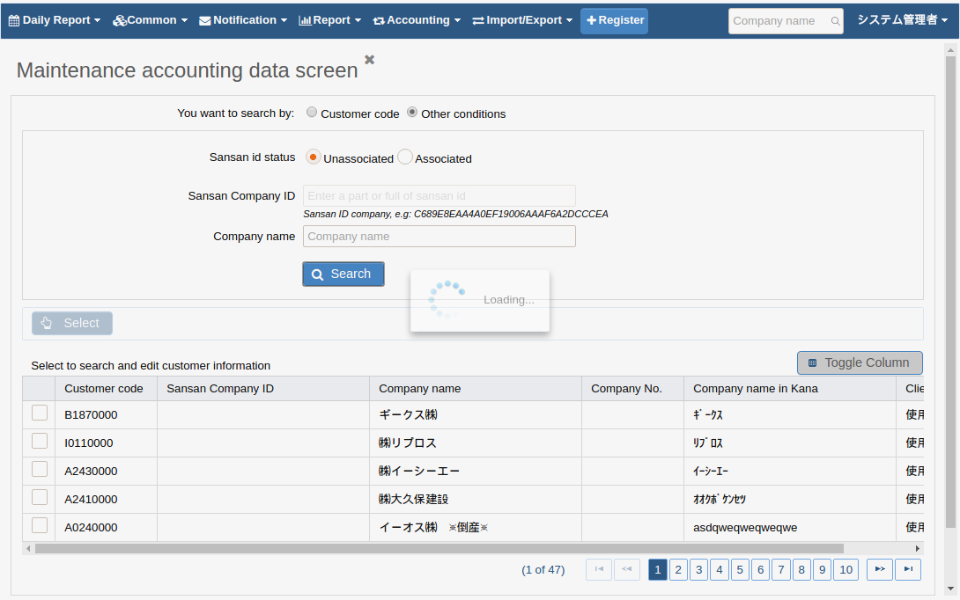 Daily Report Common Notification Report Accounting Import/Export Register Company name システム管理者
Maintenance accounting data screen
You want to search by: Customer code Other conditions
Sansan id status Unassociated Associated
Sansan Company ID Enter a part or full of sansan id
Sansan ID company, e.g: C689E8EAA4A0EF19006AAAF6A2DCCCEA
Company name Company name
Search
Loading...
Select
Select to search and edit customer information Toggle Column
Customer code Sansan Company ID Company name Company No. Company name in Kana Clie
B1870000 ギークス㈱ ｷﾞｰｸｽ 使用
I0110000 ㈱リブロス ﾘﾌﾞﾛｽ 使用
A2430000 ㈱イーシーエー ｲｰｼｰｴｰ 使用
A2410000 ㈱大久保建設 ｵｵｸﾎﾞｹﾝｾﾂ 使用
A0240000 イーオス㈱　※倒産※ asdqweqweqweqwe 使用
(1 of 47) 1 2 3 4 5 6 7 8 9 10